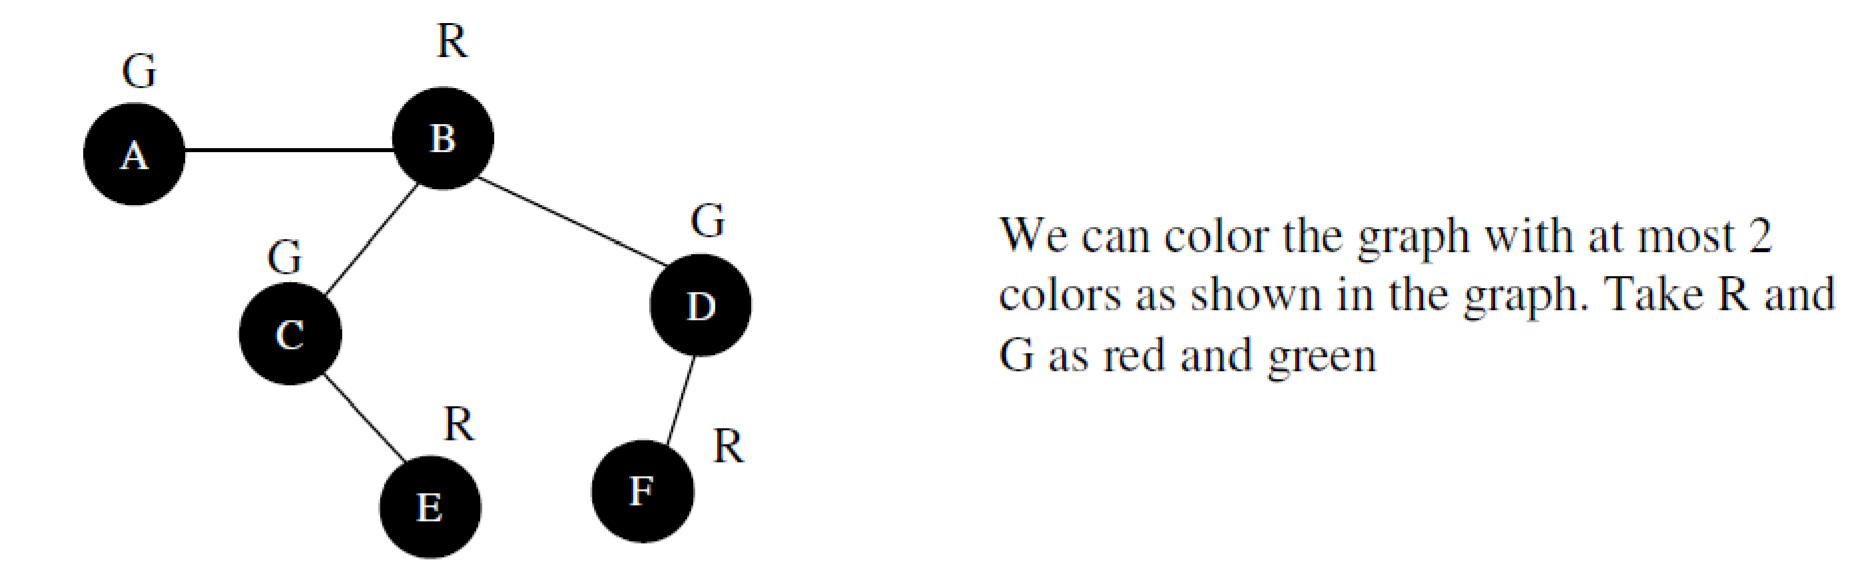 R
G
B
A
G
G
D
C
R
R
F
E
We can color the graph with at most 2
colors as shown in the graph. Take R and
G as red and green